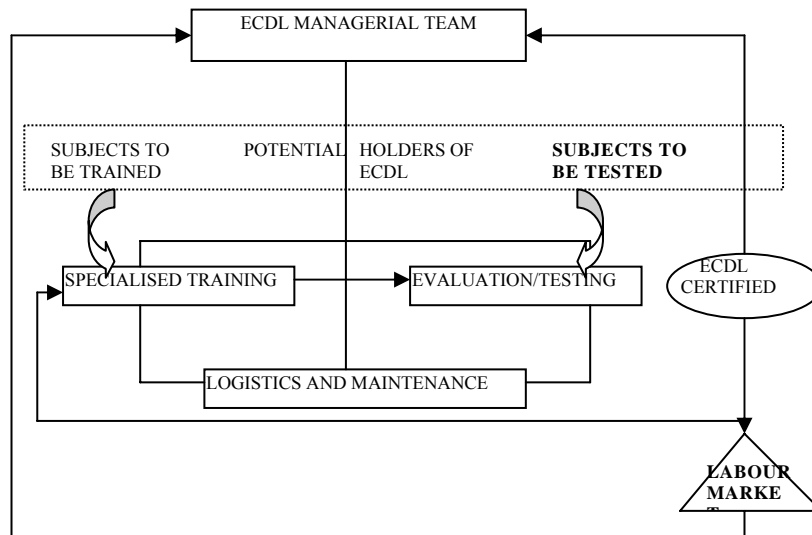 ECDL MANAGERIAL TEAM
SUBJECTS TO
BE TRAINED
POTENTIAL HOLDERS OF
ECDL
SUBJECTS TO
BE TESTED
SPECIALISED TRAINING
EVALUATION/TESTING
ECDL
CERTIFIED
LOGISTICS AND MAINTENANCE
LABOUR
MARKE
T